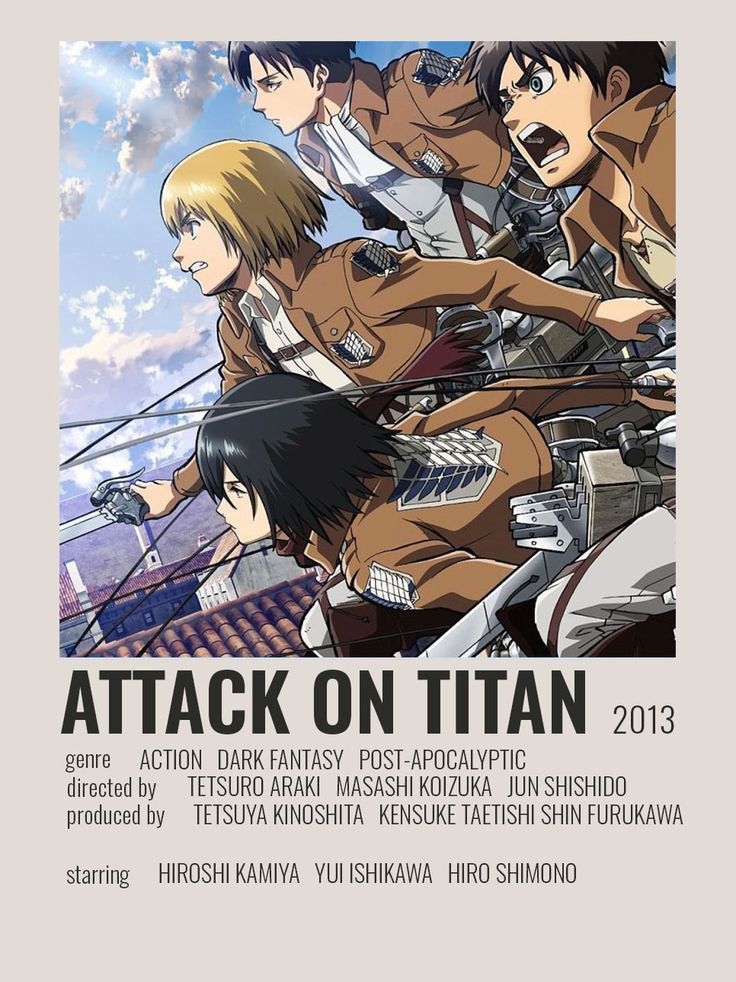 ATTACK ON TITAN 2013
genre ACTION DARK FANTASY POST-APOCALYPTIC
directed by TETSURO ARAKI MASASHI KOIZUKA JUN SHISHIDO
produced by TETSUYA KINOSHITA KENSUKE TAETISHI SHIN FURUKAWA
starring HIROSHI KAMIYA YUI ISHIKAWA HIRO SHIMONO